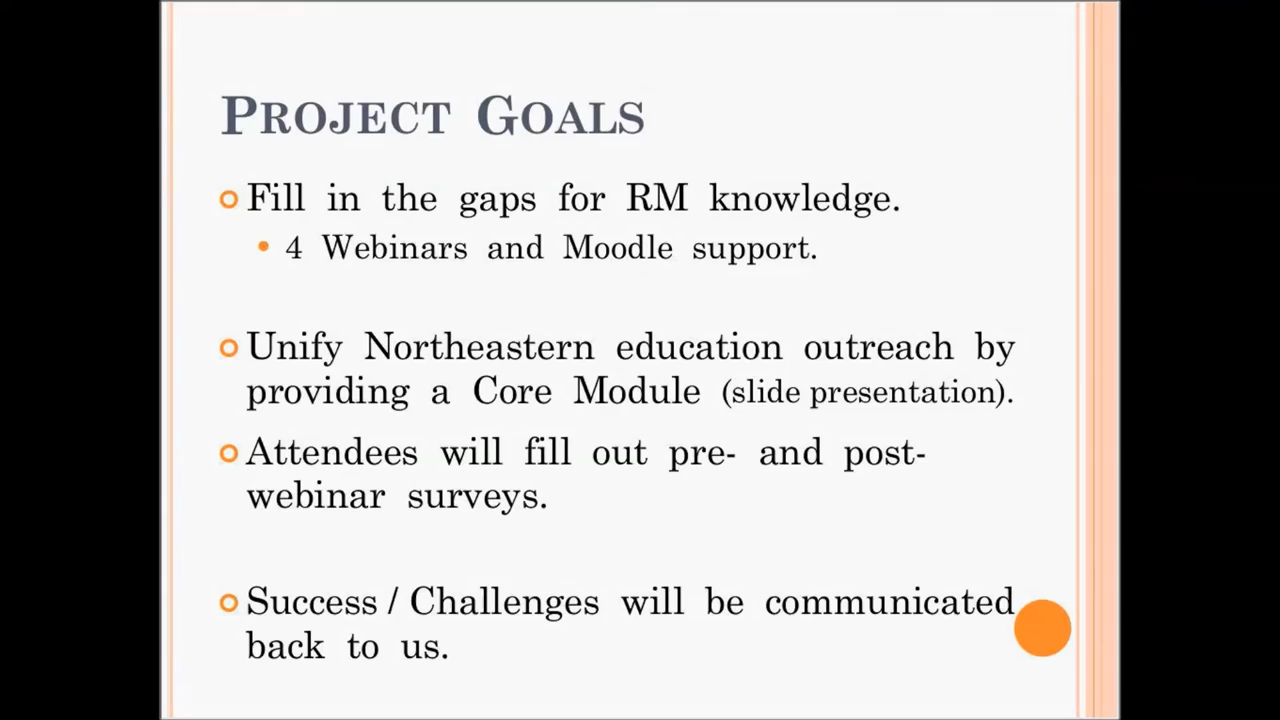 Project Goals
Fill in the gaps for RM knowledge.
4 Webinars and Moodle support.
Unify Northeastern education outreach by
providing a Core Module (slide presentation).
Attendees will fill out pre- and post-
webinar surveys.
Success / Challenges will be communicated
back to us.